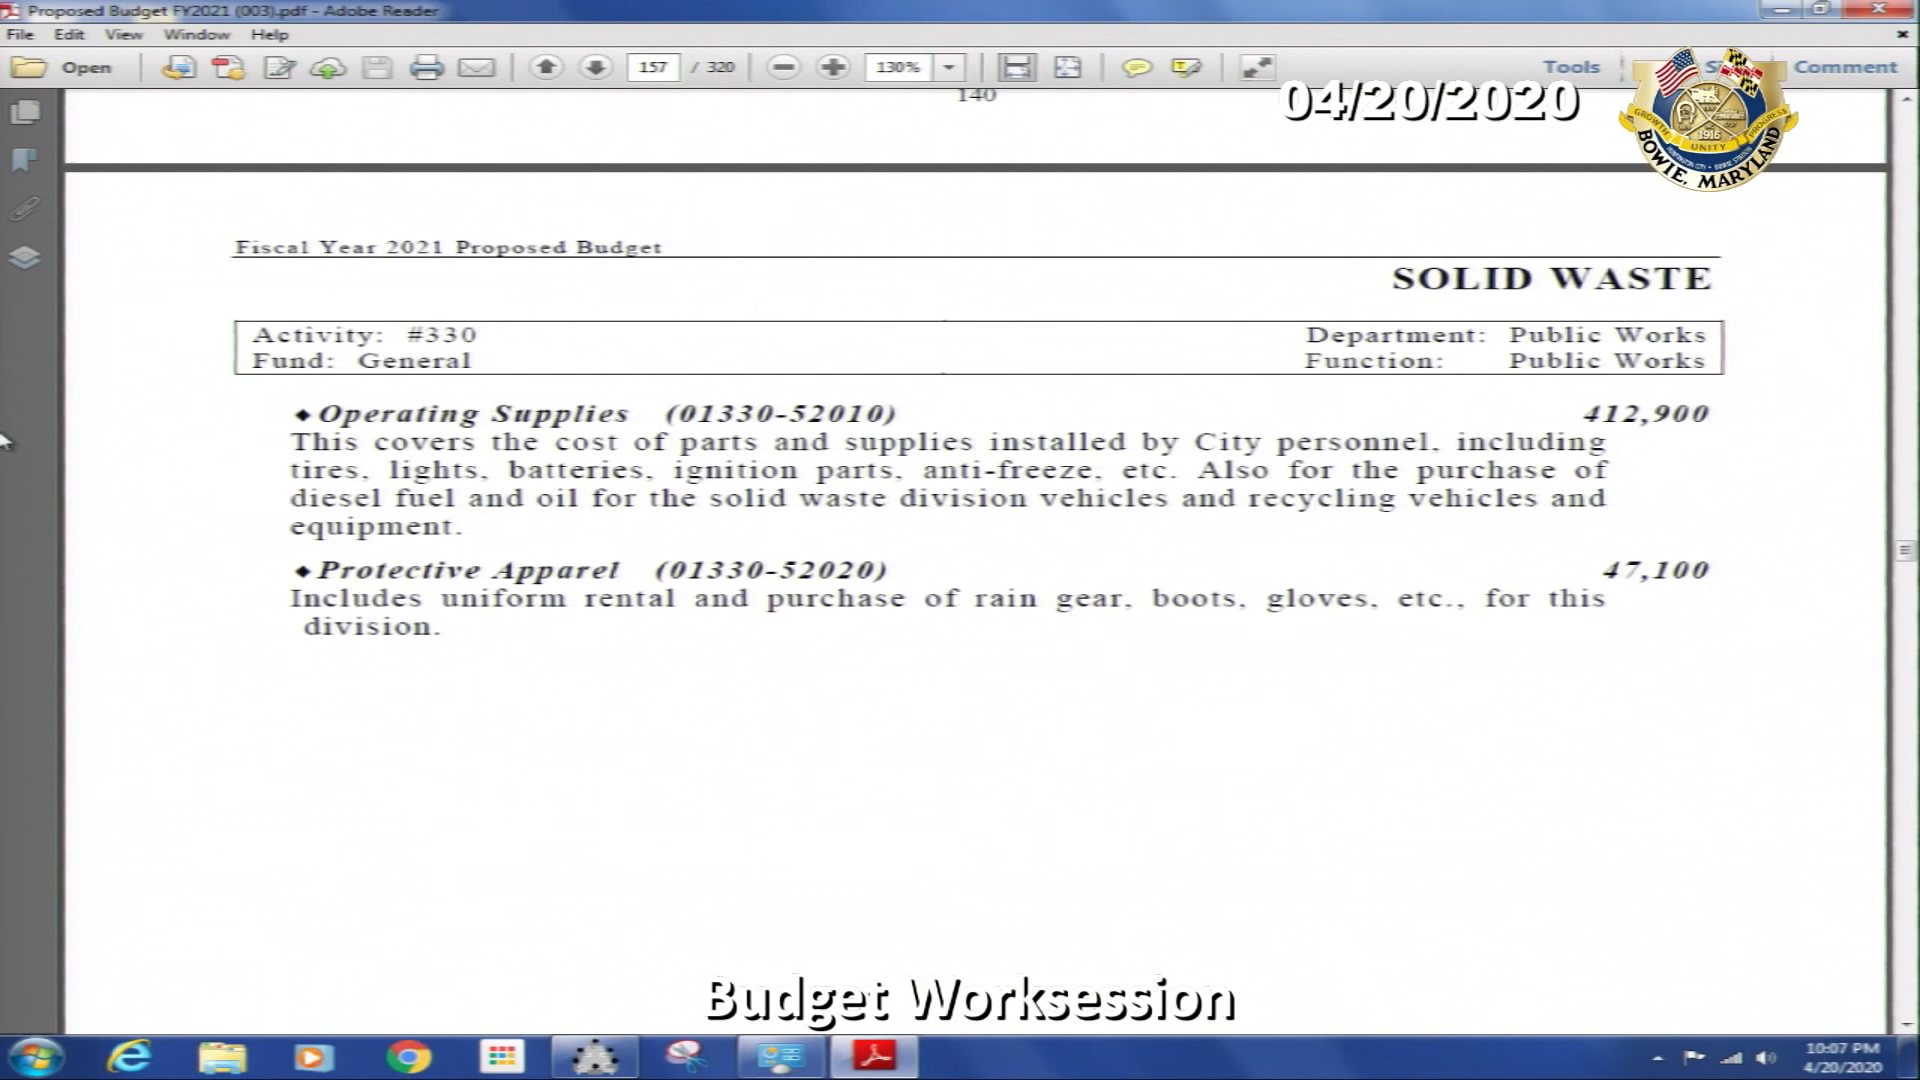 Proposed Budget FY2021 (003).pdf - Adobe Reader
File Edit View Window Help
Open 157 / 320 130% Tools Comment
140
04/20/2020
GROWTH PROGRESS
1916
UNITY
BOWIE, MARYLAND
Fiscal Year 2021 Proposed Budget
SOLID WASTE
Activity: #330 Department: Public Works
Fund: General Function: Public Works
◆Operating Supplies (01330-52010) 412,900
This covers the cost of parts and supplies installed by City personnel, including
tires, lights, batteries, ignition parts, anti-freeze, etc. Also for the purchase of
diesel fuel and oil for the solid waste division vehicles and recycling vehicles and
equipment.
◆Protective Apparel (01330-52020) 47,100
Includes uniform rental and purchase of rain gear, boots, gloves, etc., for this
division.
Budget Worksession
10:07 PM
4/20/2020